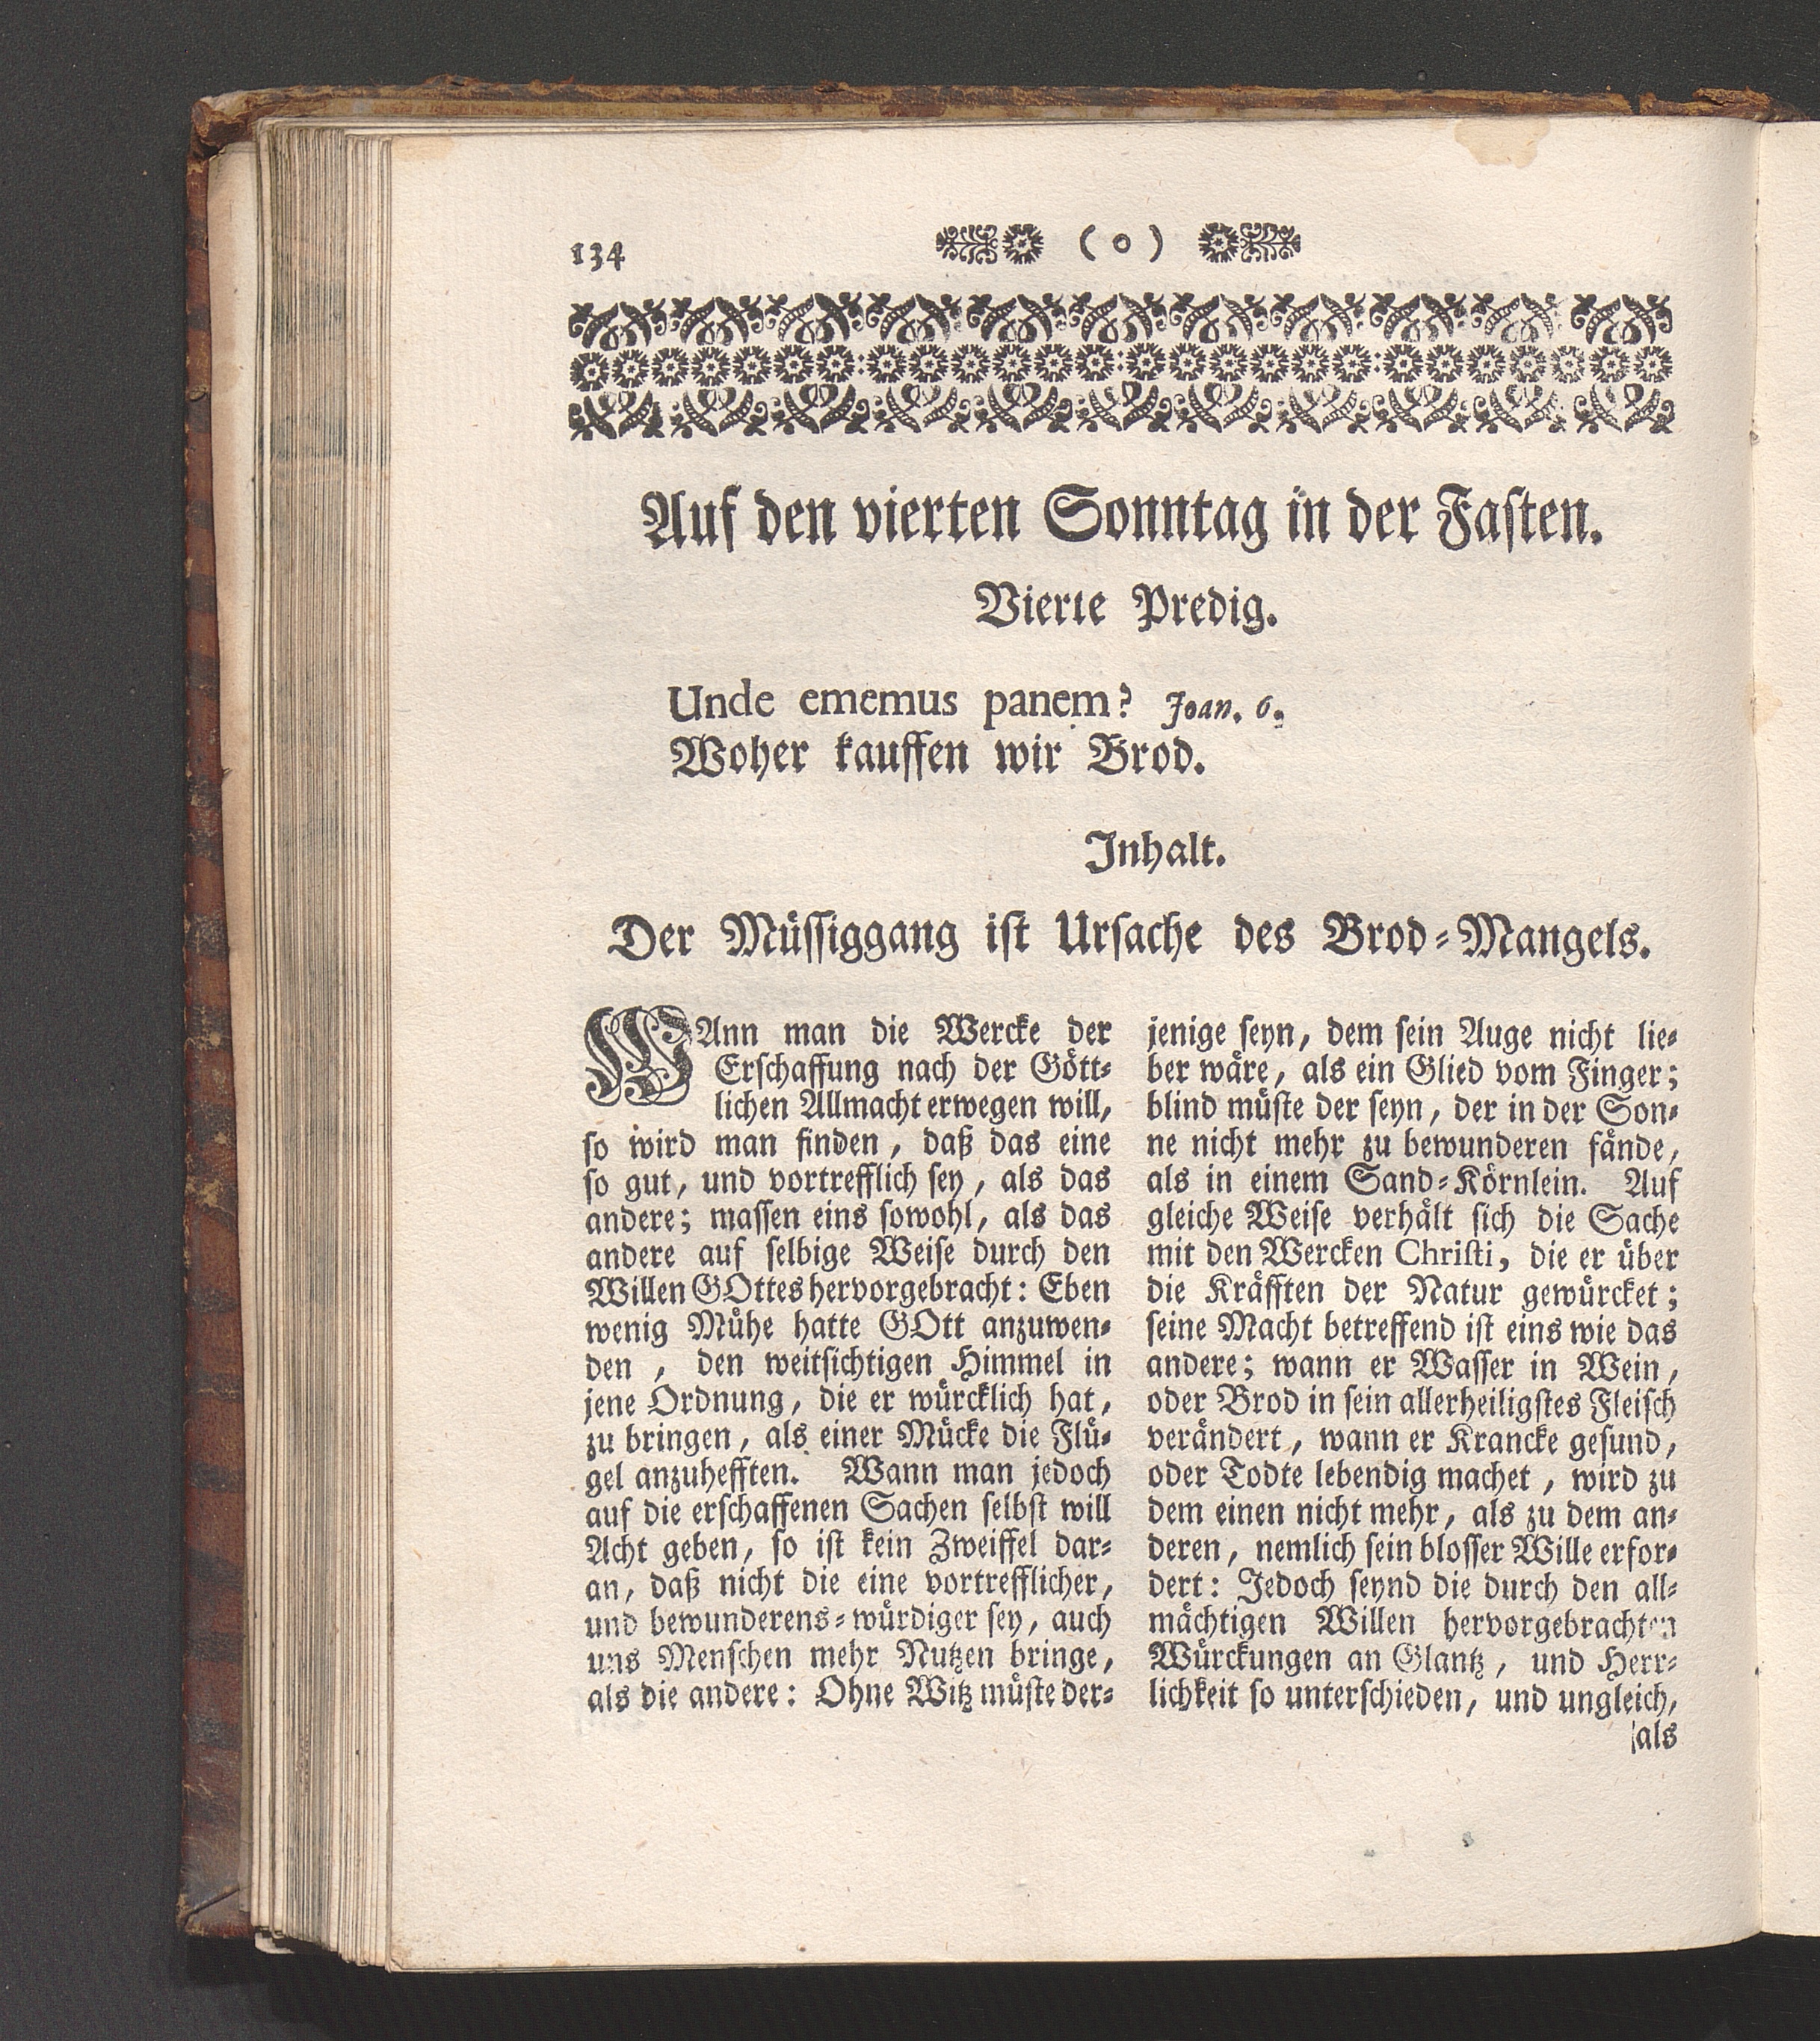 134 ( o )
Auf den vierten Sonntag in der Fasten.
Vierte Predig.
Unde ememus panem? Joan. 6.
Woher kauffen wir Brod.
Inhalt.
Der Müssiggang ist Ursache des Brod-Mangels.
WAnn man die Wercke der
Erschaffung nach der Gött-
lichen Allmacht erwegen will,
so wird man finden, daß das eine
so gut, und vortrefflich sey, als das
andere; massen eins sowohl, als das
andere auf selbige Weise durch den
Willen GOttes hervorgebracht: Eben
wenig Mühe hatte GOtt anzuwen-
den, den weitsichtigen Himmel in
jene Ordnung, die er würcklich hat,
zu bringen, als einer Mücke die Flü-
gel anzuhefften. Wann man jedoch
auf die erschaffenen Sachen selbst will
Acht geben, so ist kein Zweiffel dar-
an, daß nicht die eine vortrefflicher,
und bewunderens-würdiger sey, auch
uns Menschen mehr Nutzen bringe,
als die andere: Ohne Witz müste der-
jenige seyn, dem sein Auge nicht lie-
ber wäre, als ein Glied vom Finger;
blind müste der seyn, der in der Son-
ne nicht mehr zu bewunderen fände,
als in einem Sand-Körnlein. Auf
gleiche Weise verhält sich die Sache
mit den Wercken Christi, die er über
die Kräfften der Natur gewürcket;
seine Macht betreffend ist eins wie das
andere; wann er Wasser in Wein,
oder Brod in sein allerheiligstes Fleisch
verändert, wann er Krancke gesund,
oder Todte lebendig machet, wird zu
dem einen nicht mehr, als zu dem an-
deren, nemlich sein blosser Wille erfor-
dert: Jedoch seynd die durch den all-
mächtigen Willen hervorgebrachten
Würckungen an Glantz, und Herr-
lichkeit so unterschieden, und ungleich,
als